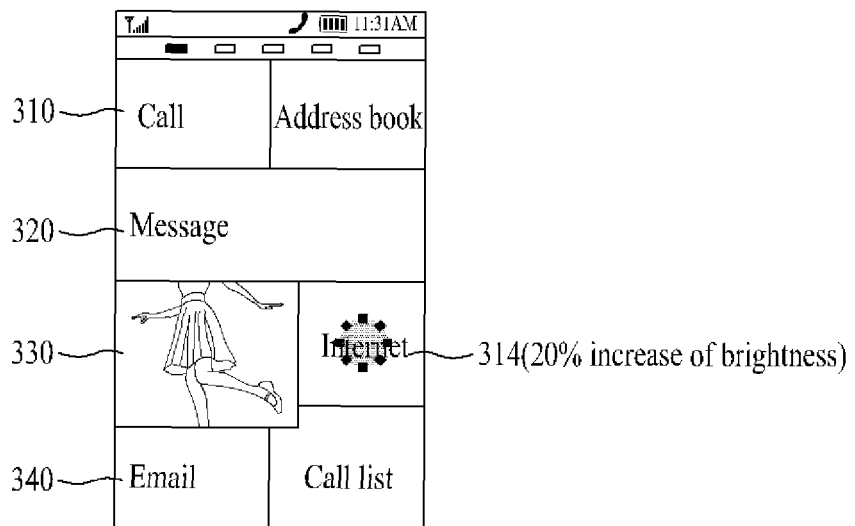 11:31AM
310 Call Address book
320 Message
330 Internet 314(20% increase of brightness)
340 Email Call list